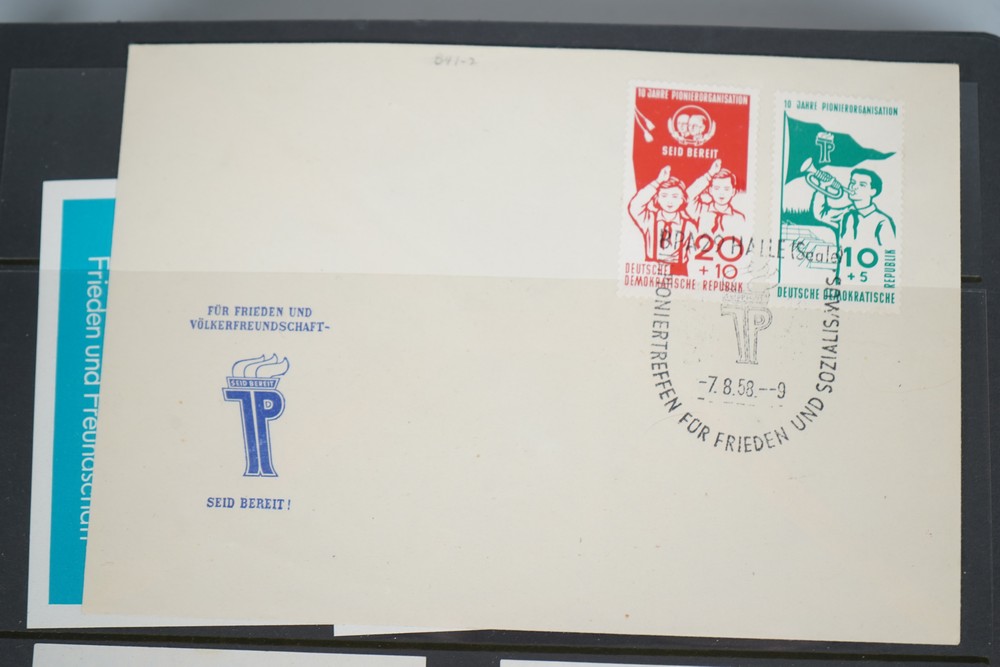 10 JAHRE PIONIERORGANISATION
SEID BEREIT
20
+ 10
DEUTSCHE
DEMOKRATISCHE REPUBLIK
10 JAHRE PIONIERORGANISATION
10
+ 5
REPUBLIK
DEUTSCHE DEMOKRATISCHE
HALLE (Saale)
-7.8.58.--9
PIONIERTREFFEN FÜR FRIEDEN UND SOZIALISMUS
FÜR FRIEDEN UND
VÖLKERFREUNDSCHAFT-
SEID BEREIT
SEID BEREIT!
Frieden und Freundschaft